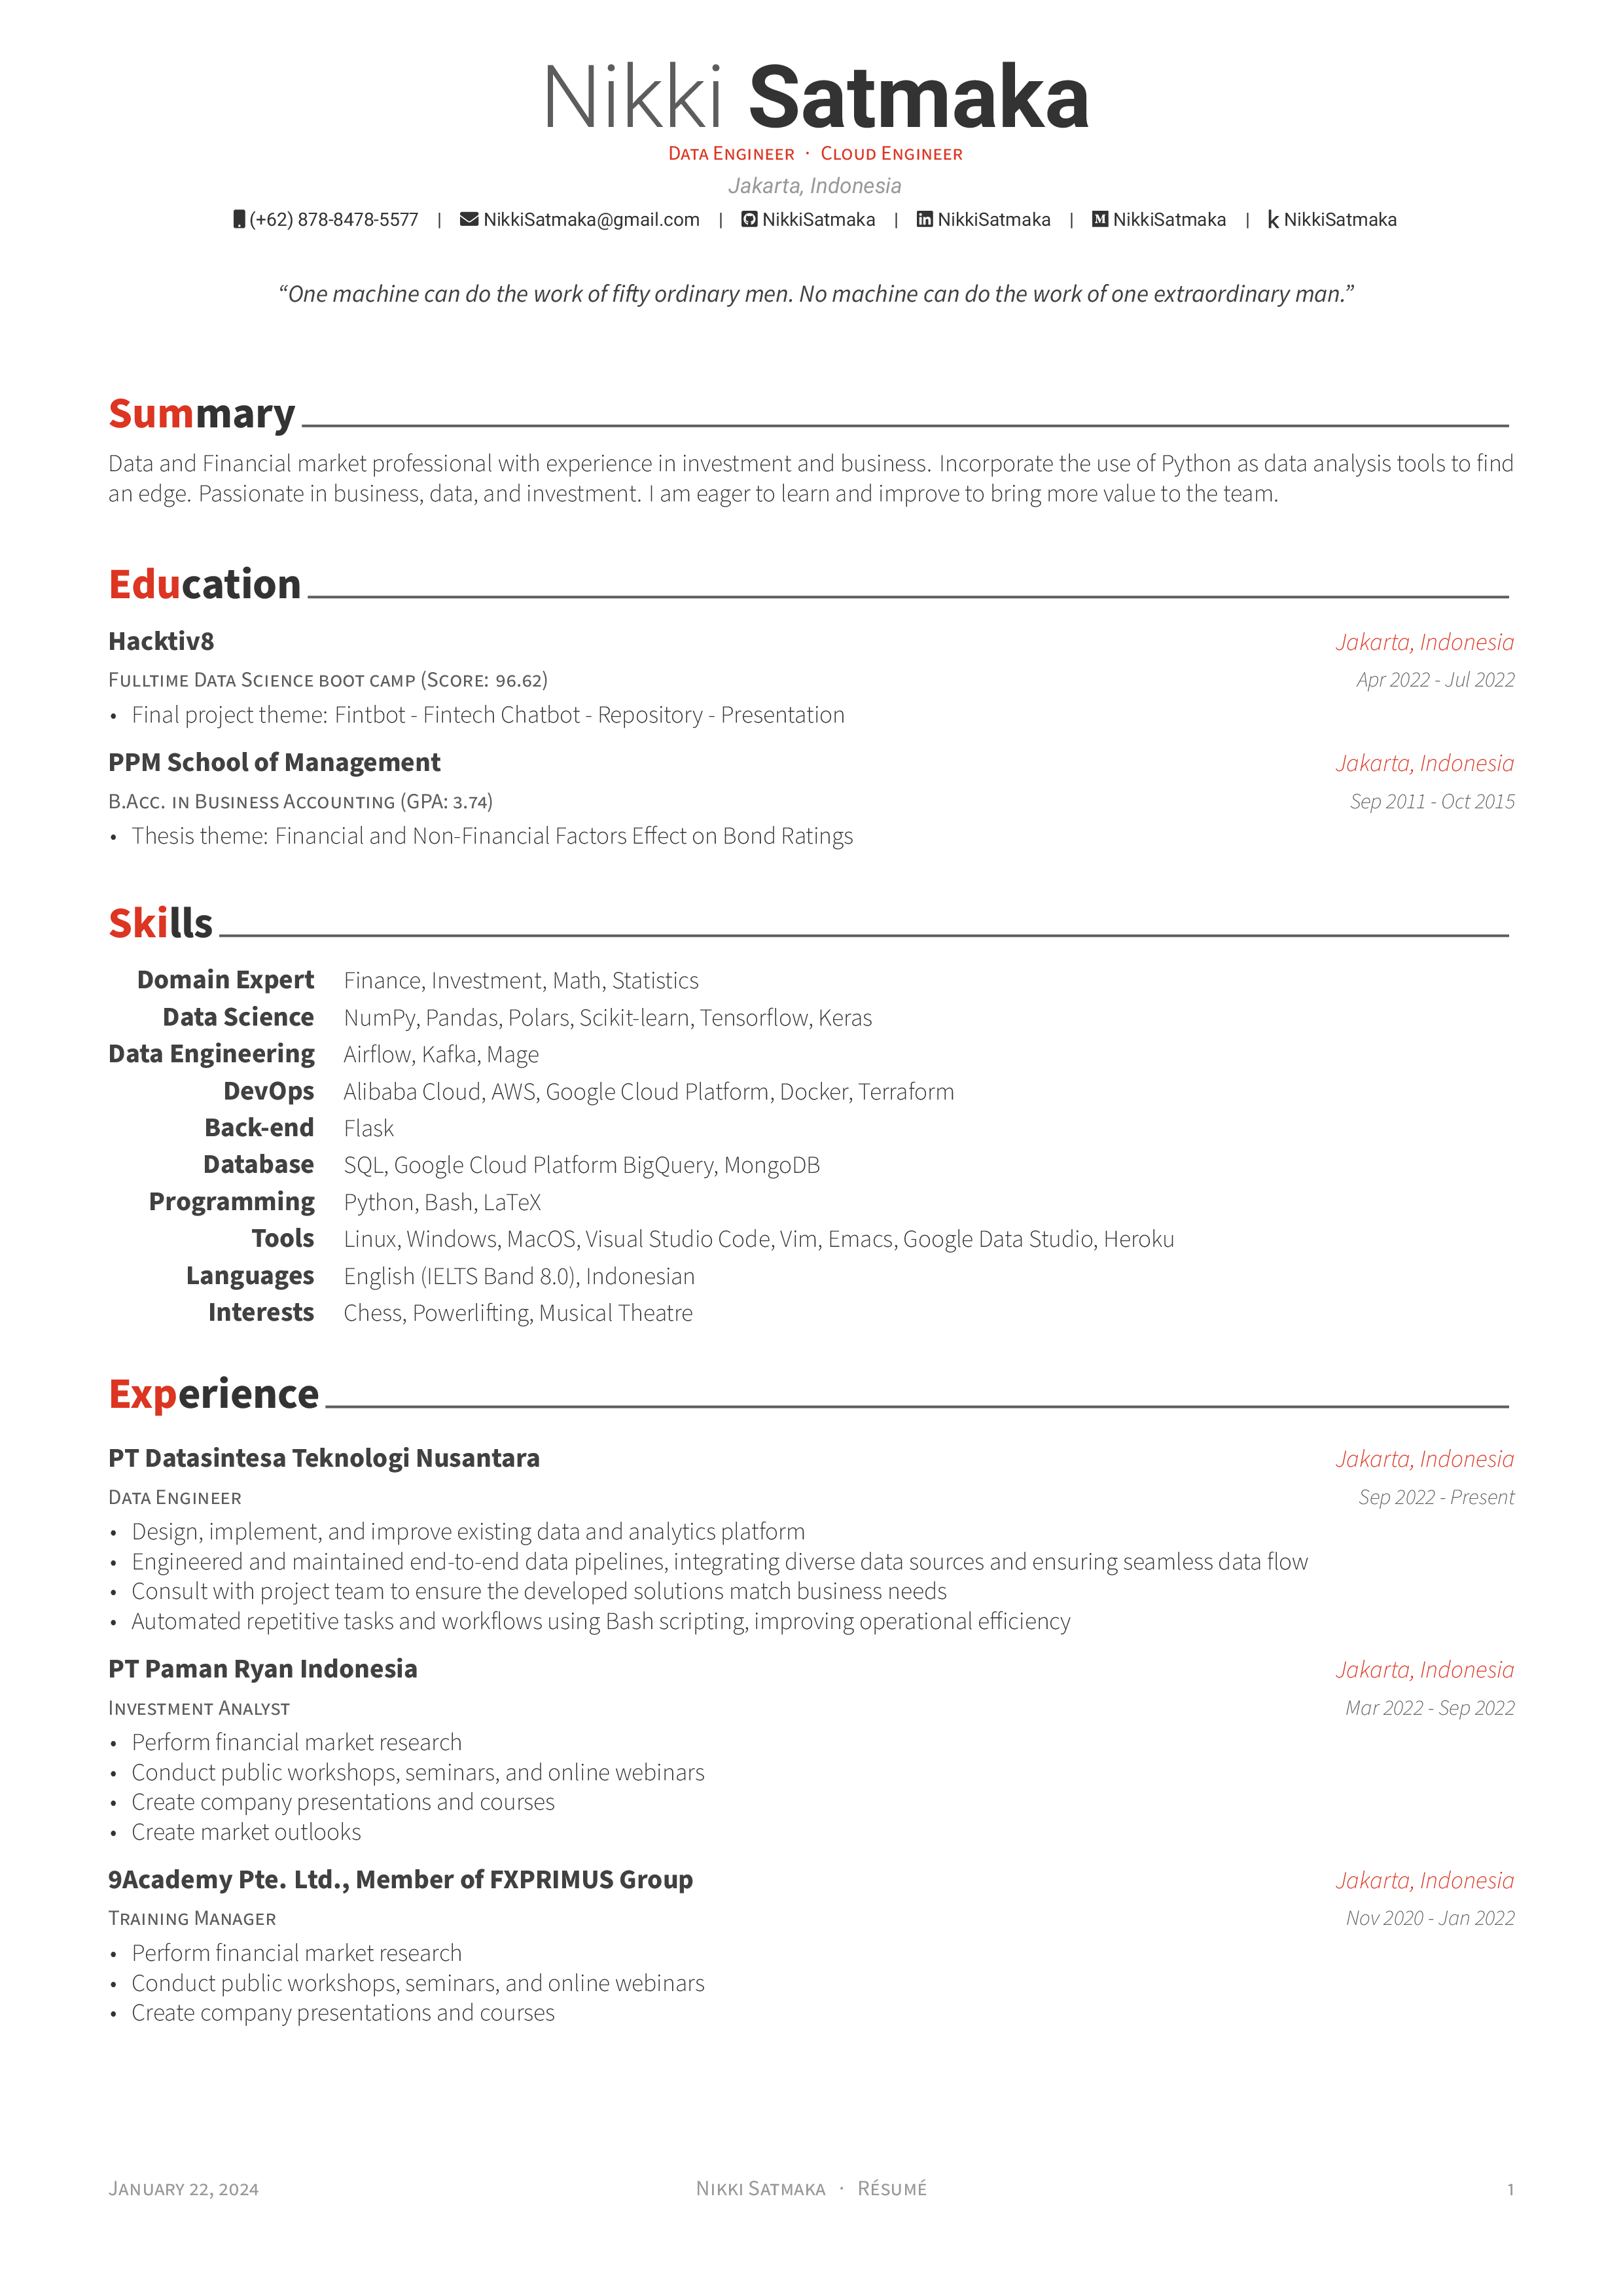 Nikki Satmaka
Data Engineer · Cloud Engineer
Jakarta, Indonesia
(+62) 878-8478-5577 | NikkiSatmaka@gmail.com | NikkiSatmaka | NikkiSatmaka | NikkiSatmaka | NikkiSatmaka
“One machine can do the work of fifty ordinary men. No machine can do the work of one extraordinary man.”
Summary
Data and Financial market professional with experience in investment and business. Incorporate the use of Python as data analysis tools to find
an edge. Passionate in business, data, and investment. I am eager to learn and improve to bring more value to the team.
Education
Hacktiv8 Jakarta, Indonesia
Fulltime Data Science boot camp (Score: 96.62) Apr 2022 - Jul 2022
• Final project theme: Fintbot - Fintech Chatbot - Repository - Presentation
PPM School of Management Jakarta, Indonesia
B.Acc. in Business Accounting (GPA: 3.74) Sep 2011 - Oct 2015
• Thesis theme: Financial and Non-Financial Factors Effect on Bond Ratings
Skills
Domain Expert Finance, Investment, Math, Statistics
Data Science NumPy, Pandas, Polars, Scikit-learn, Tensorflow, Keras
Data Engineering Airflow, Kafka, Mage
DevOps Alibaba Cloud, AWS, Google Cloud Platform, Docker, Terraform
Back-end Flask
Database SQL, Google Cloud Platform BigQuery, MongoDB
Programming Python, Bash, LaTeX
Tools Linux, Windows, MacOS, Visual Studio Code, Vim, Emacs, Google Data Studio, Heroku
Languages English (IELTS Band 8.0), Indonesian
Interests Chess, Powerlifting, Musical Theatre
Experience
PT Datasintesa Teknologi Nusantara Jakarta, Indonesia
Data Engineer Sep 2022 - Present
• Design, implement, and improve existing data and analytics platform
• Engineered and maintained end-to-end data pipelines, integrating diverse data sources and ensuring seamless data flow
• Consult with project team to ensure the developed solutions match business needs
• Automated repetitive tasks and workflows using Bash scripting, improving operational efficiency
PT Paman Ryan Indonesia Jakarta, Indonesia
Investment Analyst Mar 2022 - Sep 2022
• Perform financial market research
• Conduct public workshops, seminars, and online webinars
• Create company presentations and courses
• Create market outlooks
9Academy Pte. Ltd., Member of FXPRIMUS Group Jakarta, Indonesia
Training Manager Nov 2020 - Jan 2022
• Perform financial market research
• Conduct public workshops, seminars, and online webinars
• Create company presentations and courses
January 22, 2024 Nikki Satmaka · Résumé 1